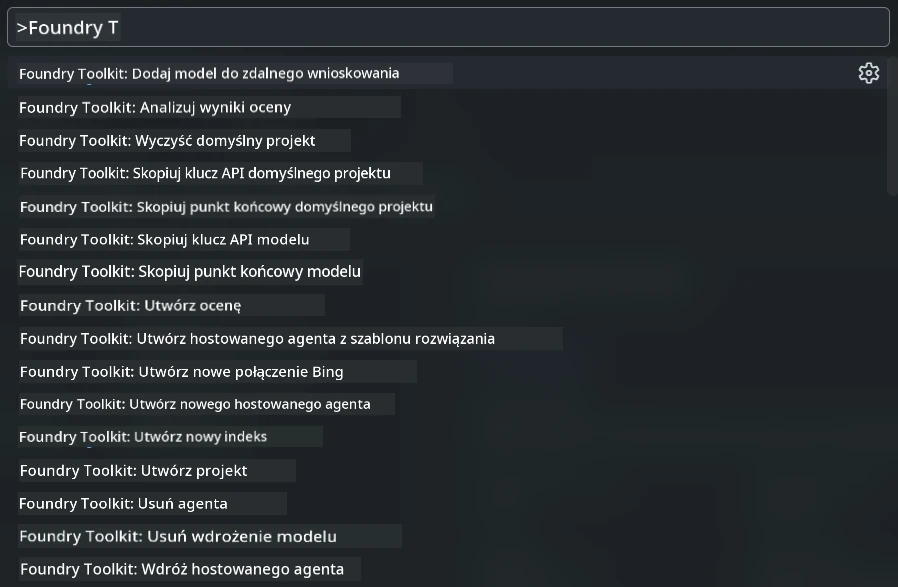 >Foundry T
Foundry Toolkit: Dodaj model do zdalnego wnioskowania
Foundry Toolkit: Analizuj wyniki oceny
Foundry Toolkit: Wyczyść domyślny projekt
Foundry Toolkit: Skopiuj klucz API domyślnego projektu
Foundry Toolkit: Skopiuj punkt końcowy domyślnego projektu
Foundry Toolkit: Skopiuj klucz API modelu
Foundry Toolkit: Skopiuj punkt końcowy modelu
Foundry Toolkit: Utwórz ocenę
Foundry Toolkit: Utwórz hostowanego agenta z szablonu rozwiązania
Foundry Toolkit: Utwórz nowe połączenie Bing
Foundry Toolkit: Utwórz nowego hostowanego agenta
Foundry Toolkit: Utwórz nowy indeks
Foundry Toolkit: Utwórz projekt
Foundry Toolkit: Usuń agenta
Foundry Toolkit: Usuń wdrożenie modelu
Foundry Toolkit: Wdróż hostowanego agenta